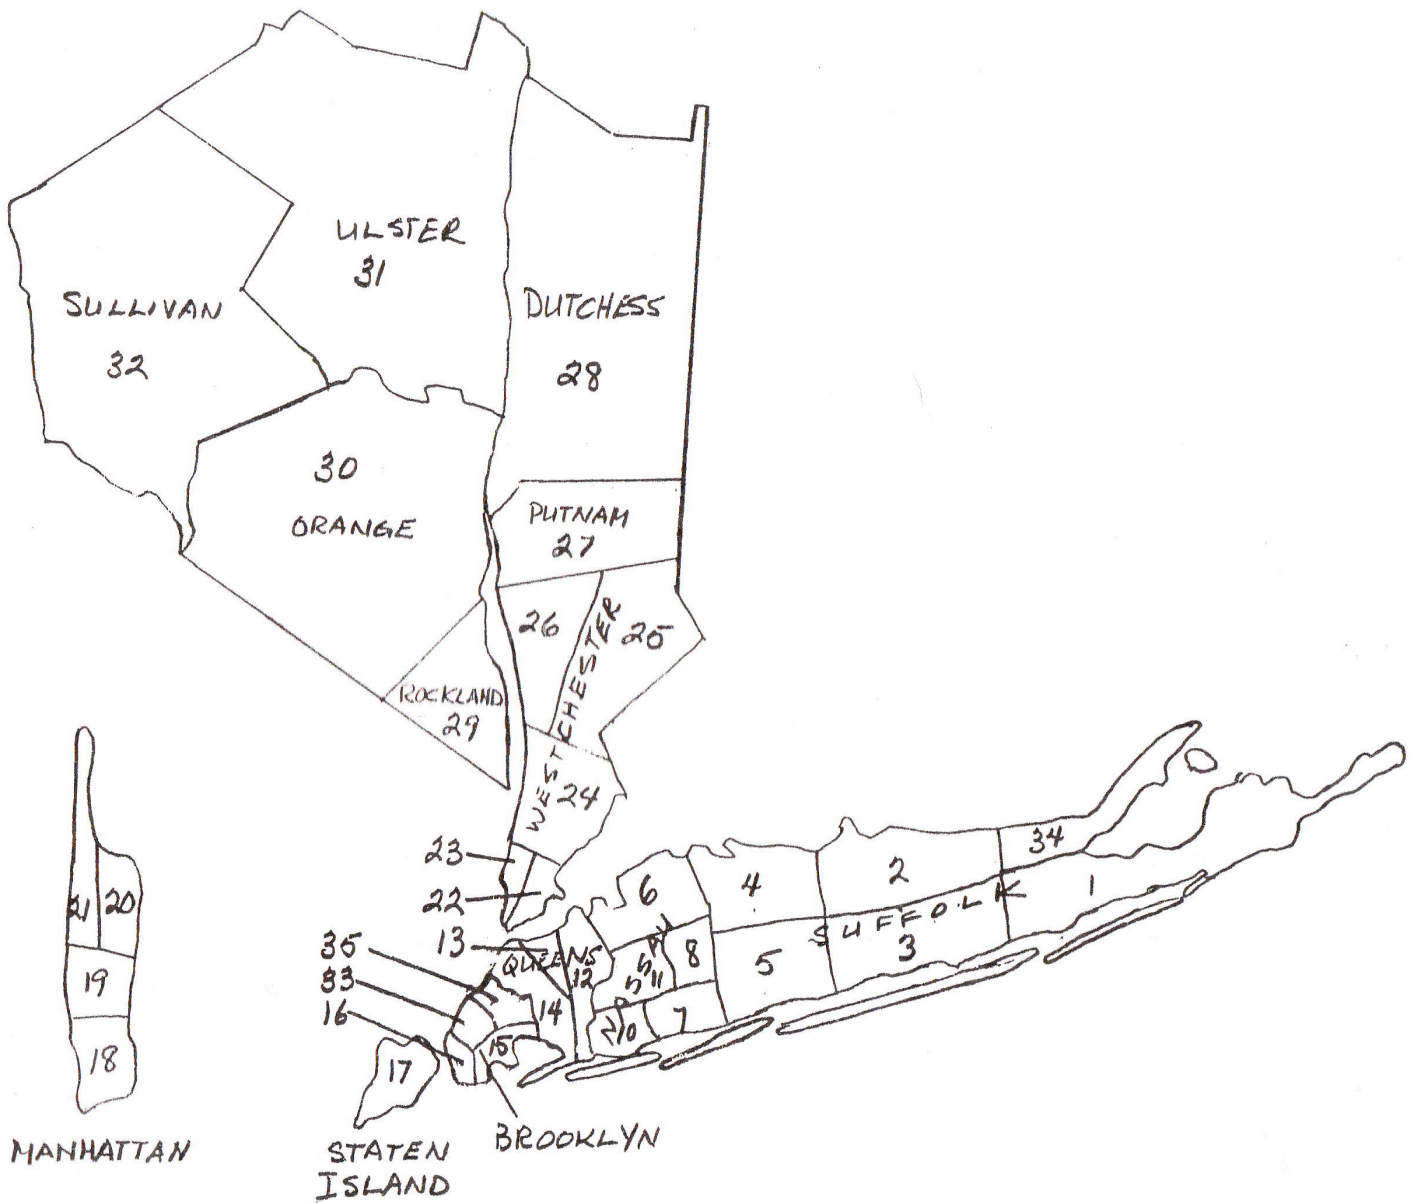 ULSTER
31
SULLIVAN
32
DUTCHESS
28
30
ORANGE
PUTNAM
27
26
25
WESTCHESTER
ROCKLAND
29
24
23
22
34
2
4
6
1
SUFFOLK
3
5
8
NASSAU
11
7
10
13
QUEENS
12
14
35
33
16
15
17
21
20
19
18
MANHATTAN
STATEN
ISLAND
BROOKLYN